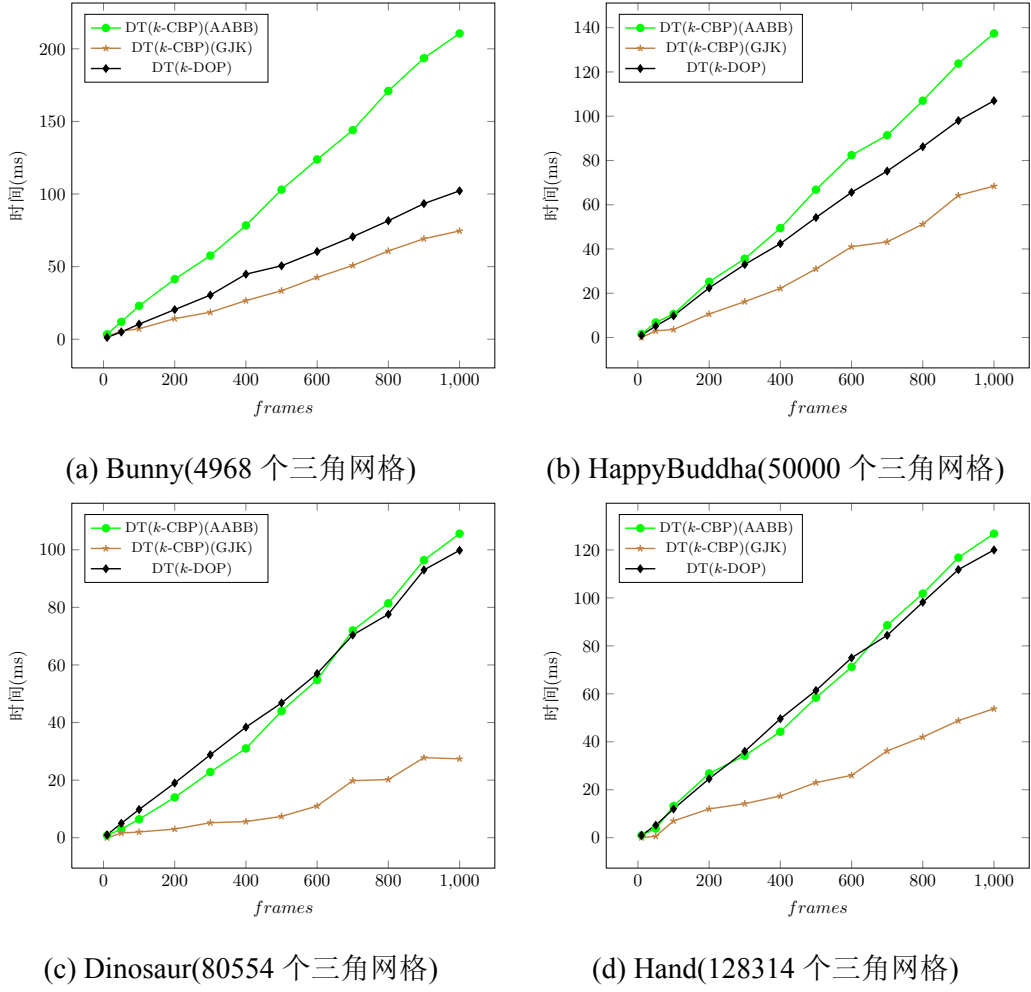 DT(k-CBP)(AABB)
DT(k-CBP)(GJK)
DT(k-DOP)
200
150
100
50
0
时间(ms)
0 200 400 600 800 1,000
frames
(a) Bunny(4968 个三角网格)
DT(k-CBP)(AABB)
DT(k-CBP)(GJK)
DT(k-DOP)
140
120
100
80
60
40
20
0
时间(ms)
0 200 400 600 800 1,000
frames
(b) HappyBuddha(50000 个三角网格)
DT(k-CBP)(AABB)
DT(k-CBP)(GJK)
DT(k-DOP)
100
80
60
40
20
0
时间(ms)
0 200 400 600 800 1,000
frames
(c) Dinosaur(80554 个三角网格)
DT(k-CBP)(AABB)
DT(k-CBP)(GJK)
DT(k-DOP)
120
100
80
60
40
20
0
时间(ms)
0 200 400 600 800 1,000
frames
(d) Hand(128314 个三角网格)